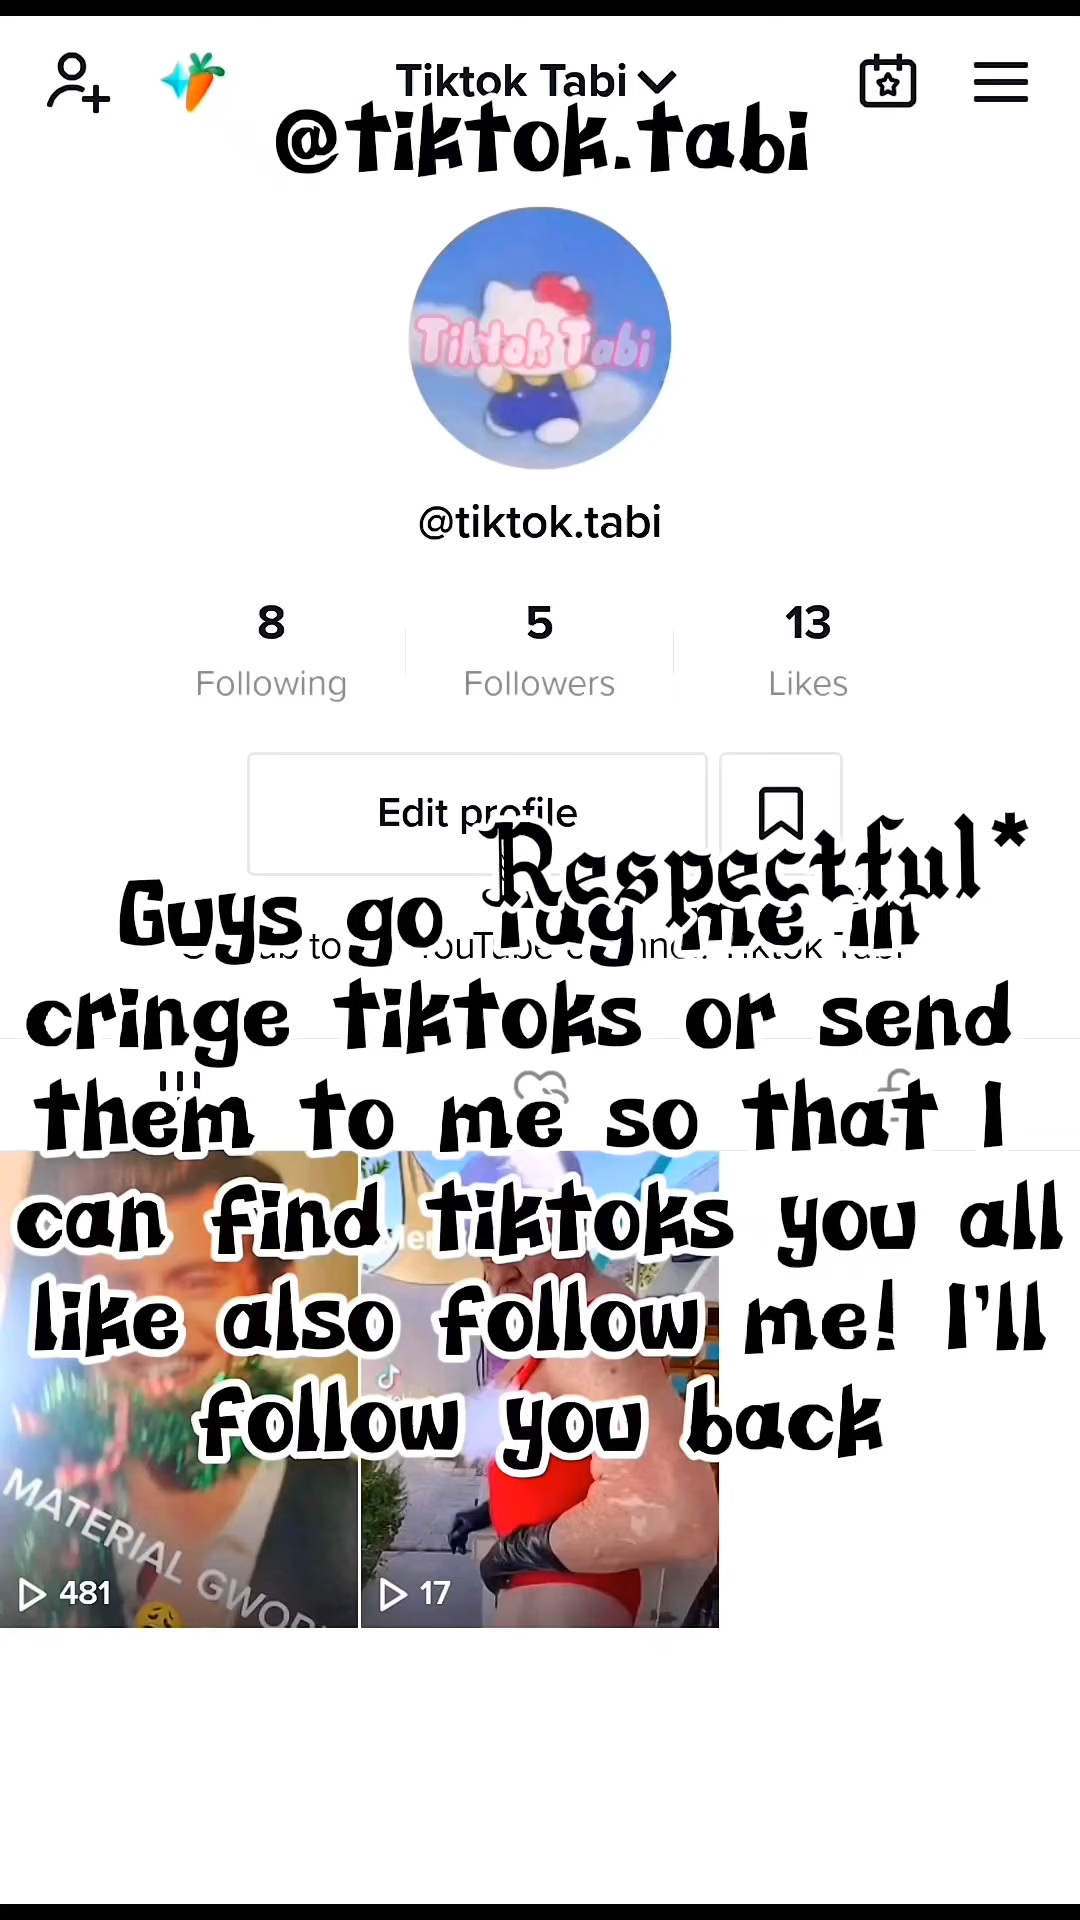 Tiktok Tabi
@tiktok.tabi
Tiktok Tabi
@tiktok.tabi
8
Following
5
Followers
13
Likes
Edit profile
Respectful*
Guys go Tag me in
cringe tiktoks or send
them to me so that I
can find tiktoks you all
like also follow me! I'll
follow you back
MATERIAL
481
17